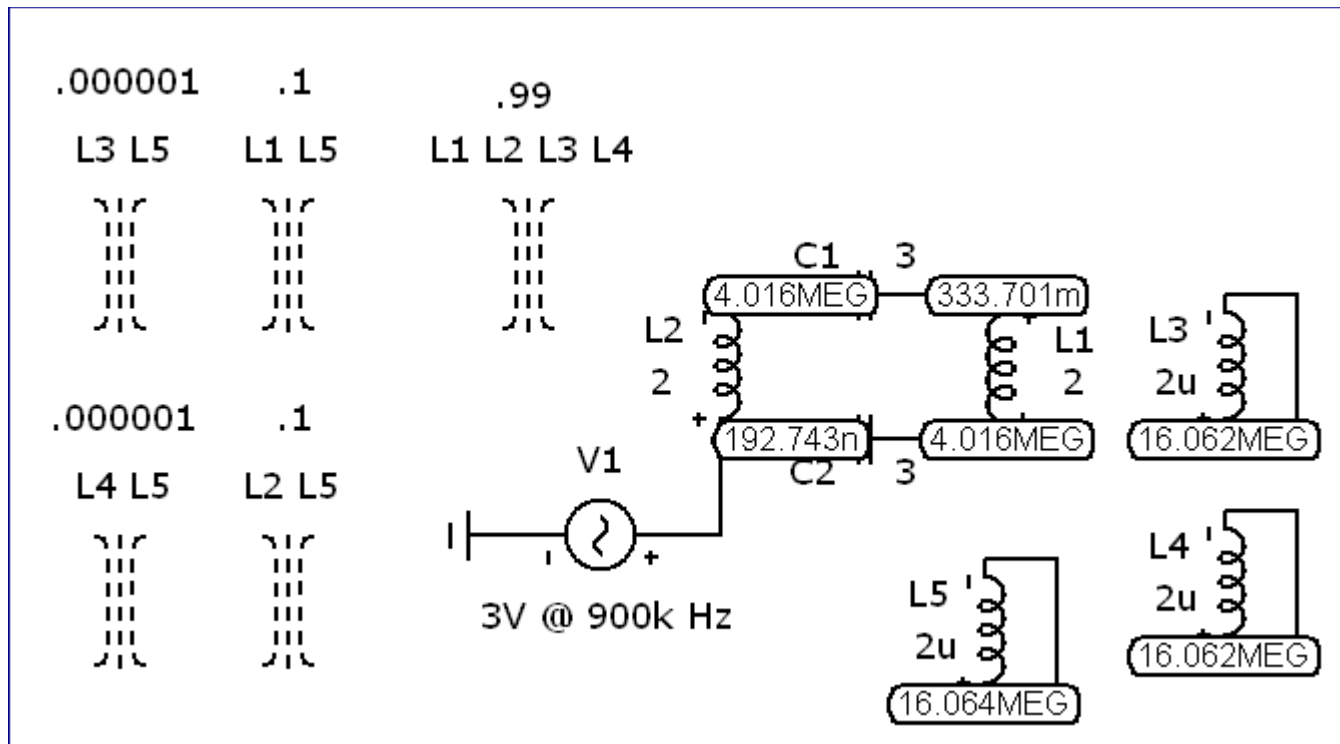 .000001 .1 .99
L3 L5 L1 L5 L1 L2 L3 L4
C1 3
4.016MEG 333.701m
L2 L1 L3
2 2 2u
.000001 .1
192.743n 4.016MEG 16.062MEG
C2 3
L4 L5 L2 L5 V1
L4
L5 2u
3V @ 900k Hz
2u 16.062MEG
16.064MEG